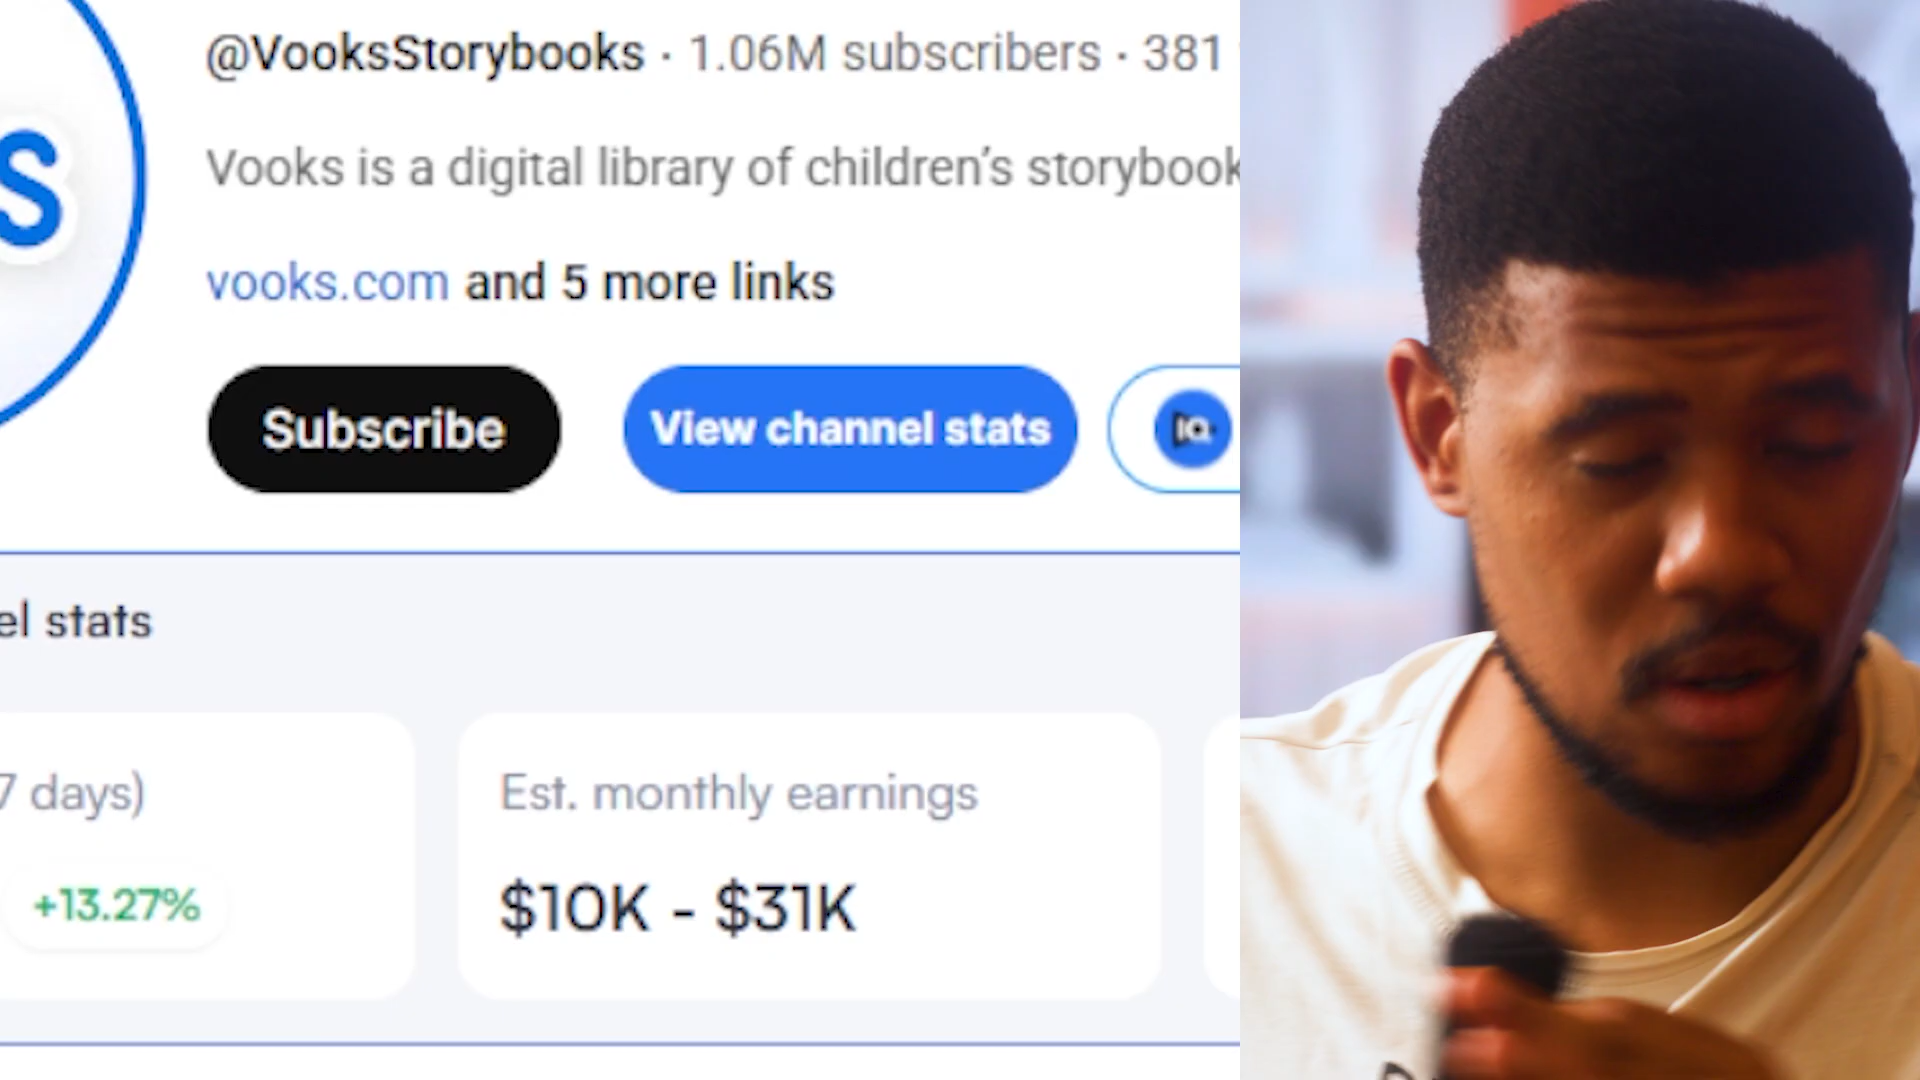 @VooksStorybooks · 1.06M subscribers · 381
Vooks is a digital library of children's storybook
vooks.com and 5 more links
S
Subscribe
View channel stats
IQ
el stats
7 days)
+13.27%
Est. monthly earnings
$10K - $31K